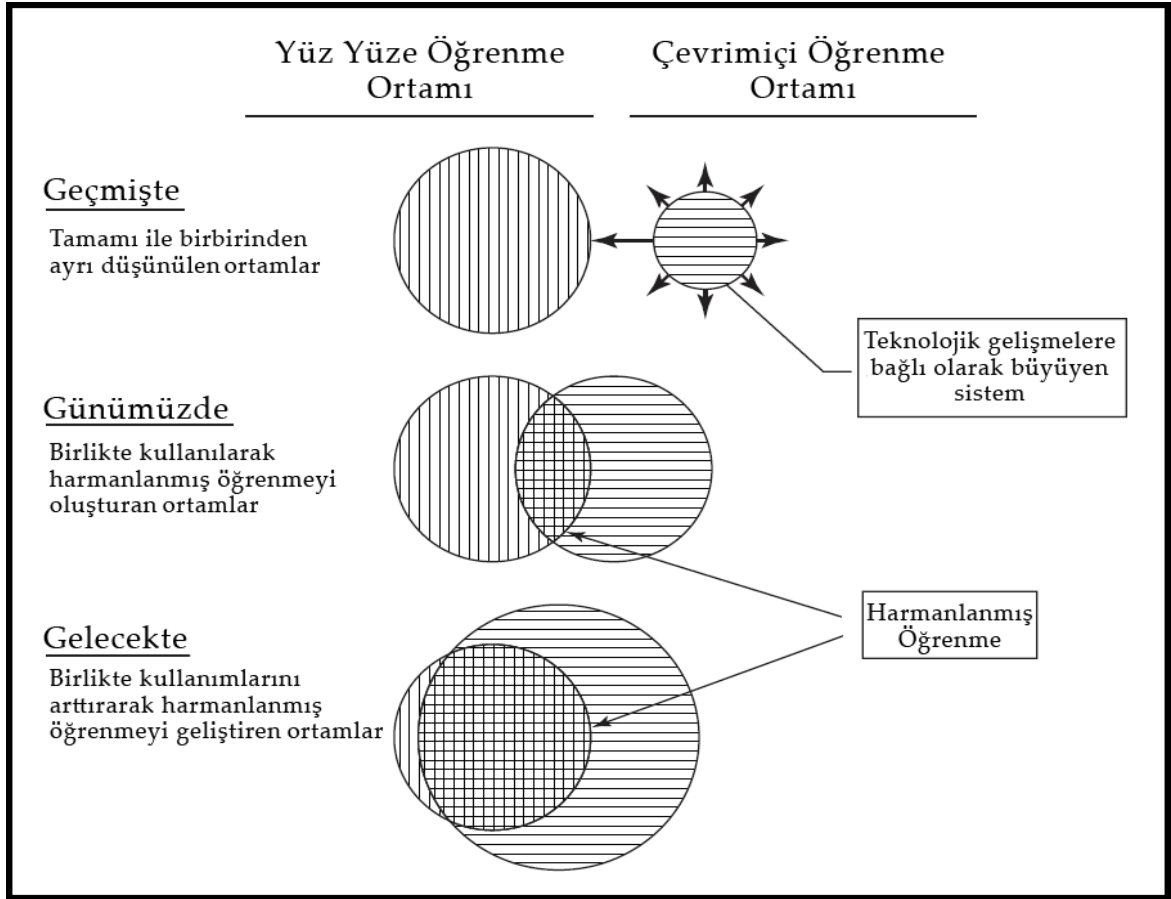 Yüz Yüze Öğrenme
Ortamı
Çevrimiçi Öğrenme
Ortamı
Geçmişte
Tamamı ile birbirinden
ayrı düşünülen ortamlar
Teknolojik gelişmelere
bağlı olarak büyüyen
sistem
Günümüzde
Birlikte kullanılarak
harmanlanmış öğrenmeyi
oluşturan ortamlar
Harmanlanmış
Öğrenme
Gelecekte
Birlikte kullanımlarını
arttırarak harmanlanmış
öğrenmeyi geliştiren ortamlar